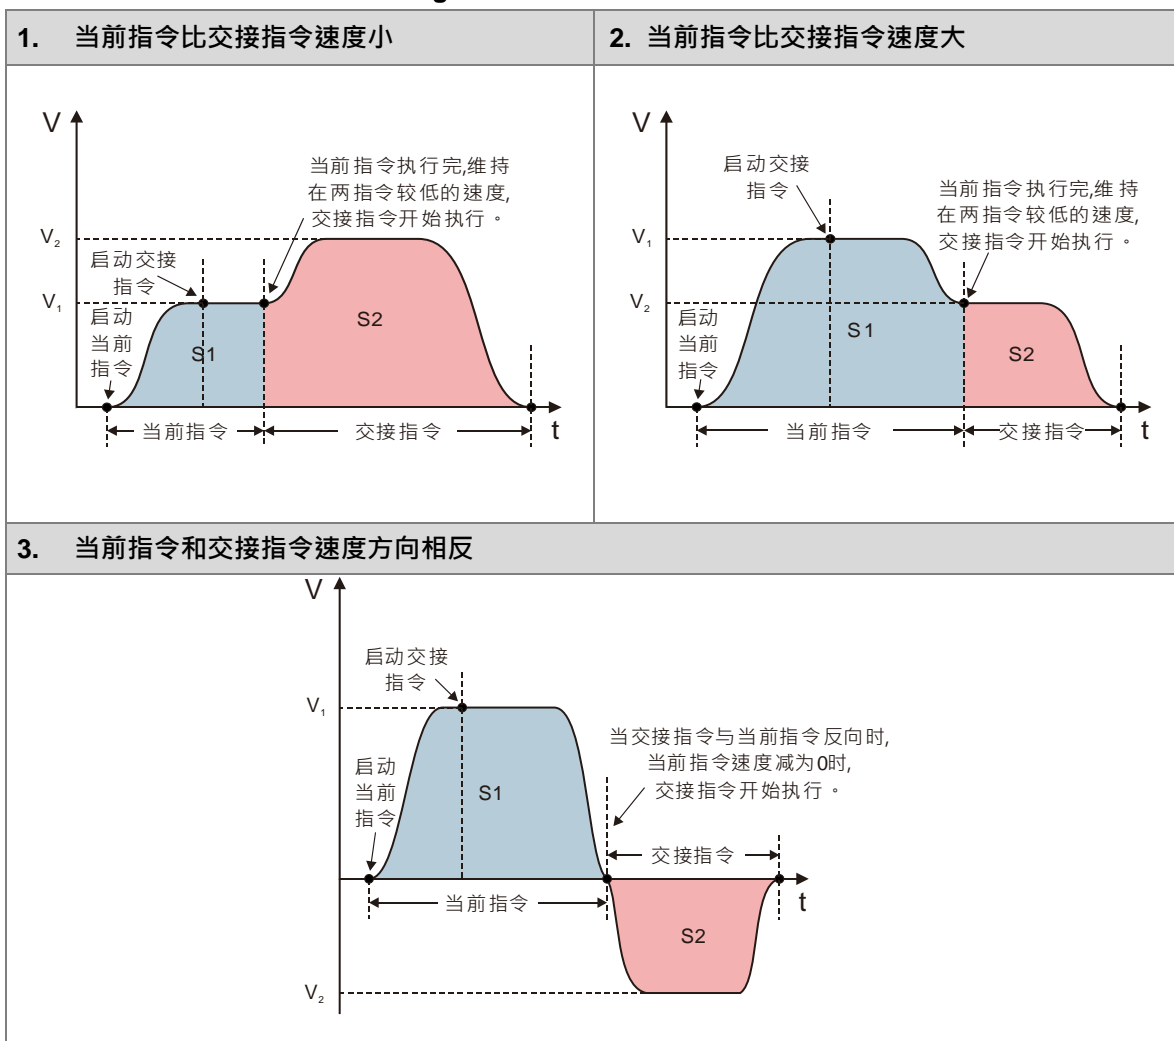 1. 当前指令比交接指令速度小
2. 当前指令比交接指令速度大
V
当前指令执行完,维持
在两指令较低的速度,
交接指令开始执行。
V₂
启动交接
指令
V₁
启动
当前
指令
S1
S2
当前指令
交接指令
t
V
启动交接
指令
当前指令执行完,维持
在两指令较低的速度,
交接指令开始执行。
V₁
V₂
启动
当前
指令
S1
S2
当前指令
交接指令
t
3. 当前指令和交接指令速度方向相反
V
启动交接
指令
V₁
当交接指令与当前指令反向时,
当前指令速度减为0时,
交接指令开始执行。
启动
当前
指令
S1
交接指令
当前指令
t
S2
V₂